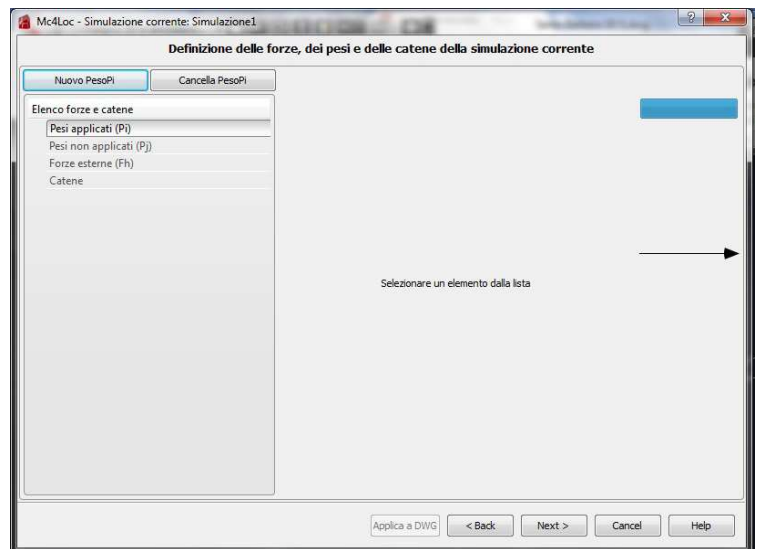 Mc4Loc - Simulazione corrente: Simulazione1
Definizione delle forze, dei pesi e delle catene della simulazione corrente
Nuovo PesoPi Cancella PesoPi
Elenco forze e catene
Pesi applicati (Pi)
Pesi non applicati (Pj)
Forze esterne (Fh)
Catene
Selezionare un elemento dalla lista
Applica a DWG < Back Next > Cancel Help